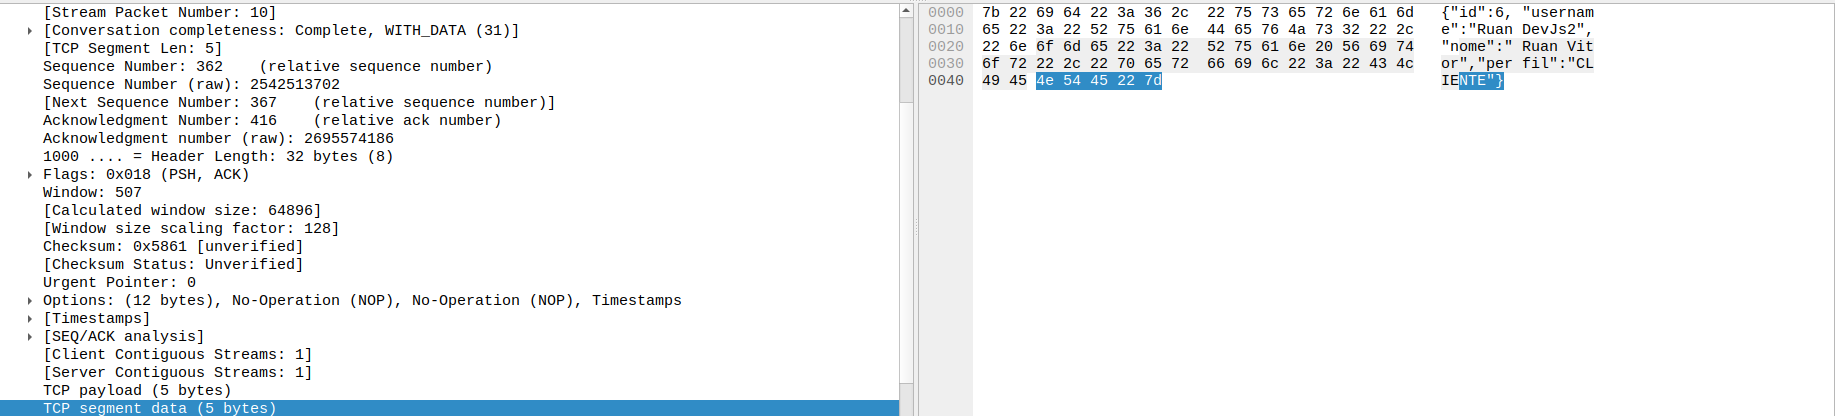 [Stream Packet Number: 10]
[Conversation completeness: Complete, WITH_DATA (31)]
[TCP Segment Len: 5]
Sequence Number: 362    (relative sequence number)
Sequence Number (raw): 2542513702
[Next Sequence Number: 367    (relative sequence number)]
Acknowledgment Number: 416    (relative ack number)
Acknowledgment number (raw): 2695574186
1000 .... = Header Length: 32 bytes (8)
Flags: 0x018 (PSH, ACK)
Window: 507
[Calculated window size: 64896]
[Window size scaling factor: 128]
Checksum: 0x5861 [unverified]
[Checksum Status: Unverified]
Urgent Pointer: 0
Options: (12 bytes), No-Operation (NOP), No-Operation (NOP), Timestamps
[Timestamps]
[SEQ/ACK analysis]
[Client Contiguous Streams: 1]
[Server Contiguous Streams: 1]
TCP payload (5 bytes)
TCP segment data (5 bytes)
0000  7b 22 69 64 22 3a 36 2c  22 75 73 65 72 6e 61 6d   {"id":6, "usernam
0010  65 22 3a 22 52 75 61 6e  44 65 76 4a 73 32 22 2c   e":"Ruan DevJs2",
0020  22 6e 6f 6d 65 22 3a 22  52 75 61 6e 20 56 69 74   "nome":" Ruan Vit
0030  6f 72 22 2c 22 70 65 72  66 69 6c 22 3a 22 43 4c   or","per fil":"CL
0040  49 45 4e 54 45 22 7d   IENTE"}